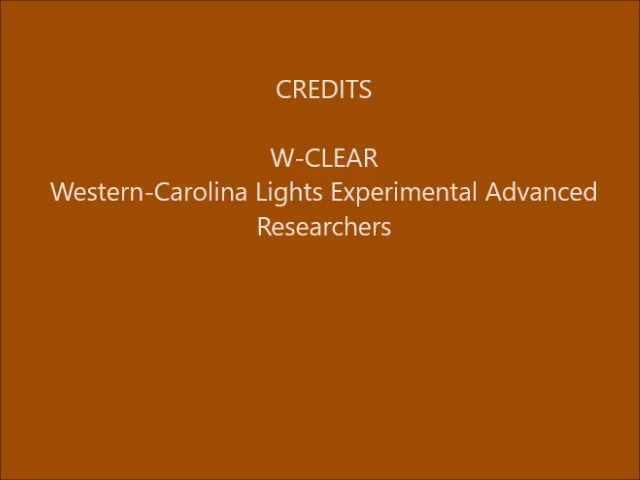 CREDITS
W-CLEAR
Western-Carolina Lights Experimental Advanced
Researchers